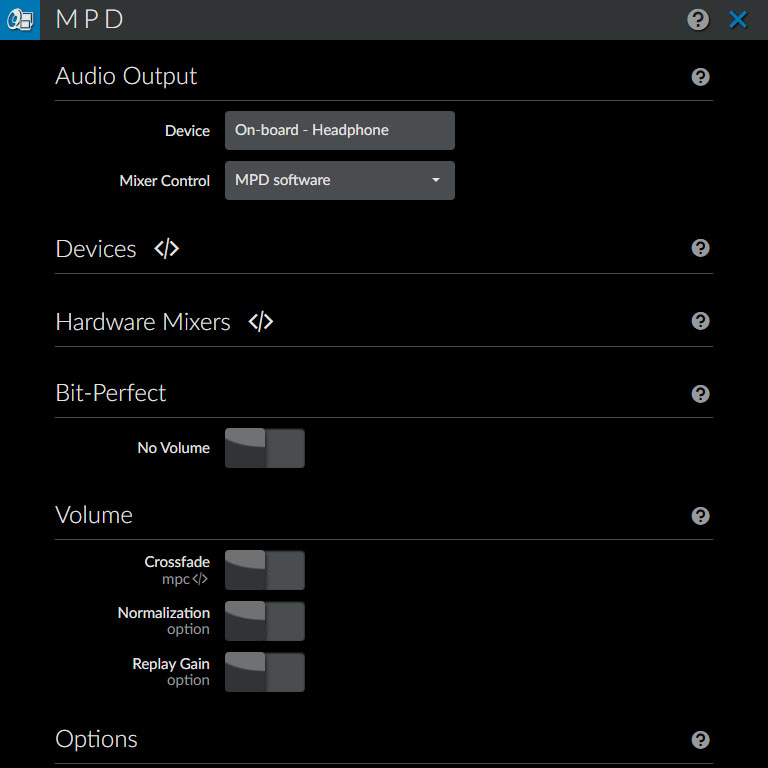 MPD
Audio Output
Device
On-board - Headphone
Mixer Control
MPD software
Devices </>
Hardware Mixers </>
Bit-Perfect
No Volume
Volume
Crossfade
mpc </>
Normalization
option
Replay Gain
option
Options